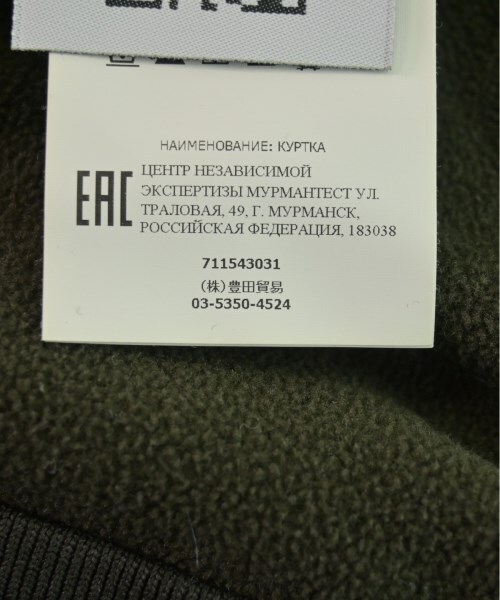 НАИМЕНОВАНИЕ: КУРТКА
EAC
ЦЕНТР НЕЗАВИСИМОЙ
ЭКСПЕРТИЗЫ МУРМАНТЕСТ УЛ.
ТРАЛОВАЯ, 49, Г. МУРМАНСК,
РОССИЙСКАЯ ФЕДЕРАЦИЯ, 183038
711543031
(株)豊田貿易
03-5350-4524